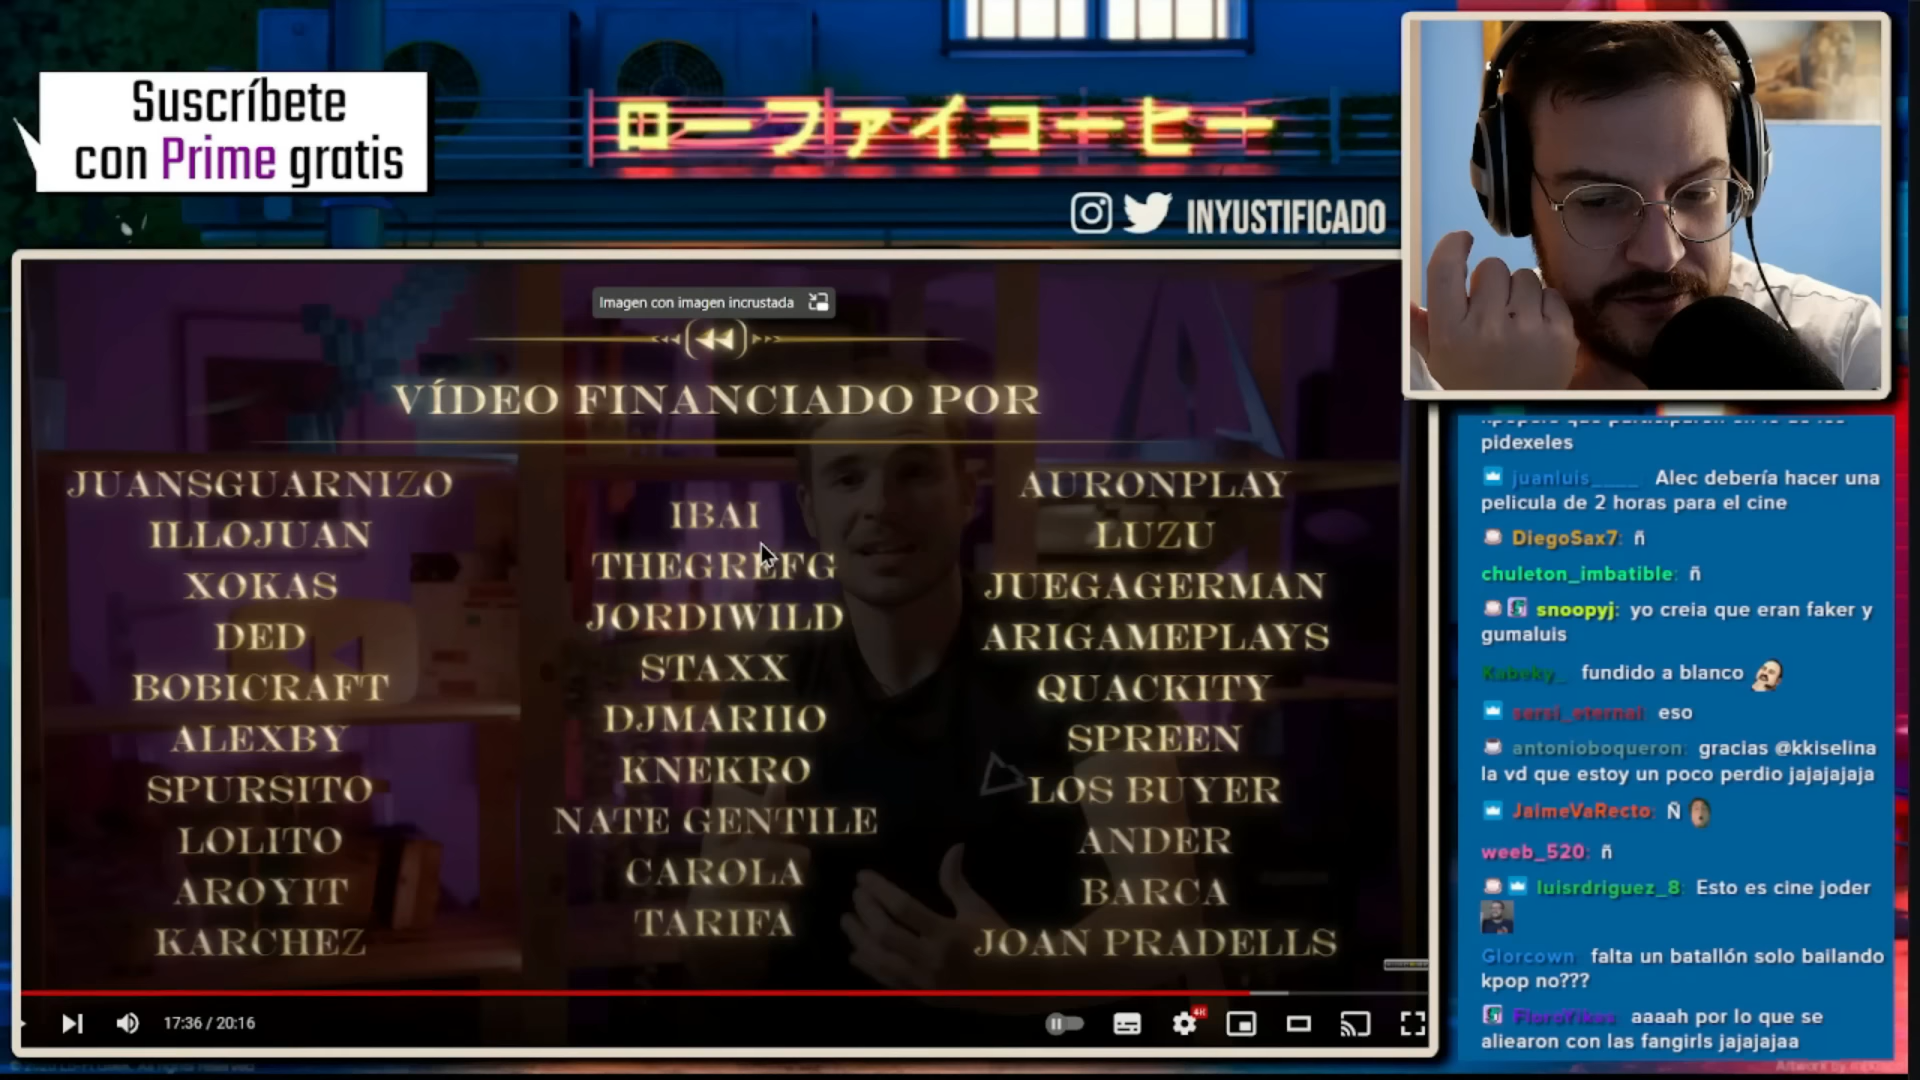 Suscríbete
con Prime gratis
ローファイコーヒー
INYUSTIFICADO
Imagen con imagen incrustada
VÍDEO FINANCIADO POR
JUANSGUARNIZO
ILLOJUAN
XOKAS
DED
BOBICRAFT
ALEXBY
SPURSITO
LOLITO
AROYIT
KARCHEZ
IBAI
THEGREFG
JORDIWILD
STAXX
DJMARIIO
KNEKRO
NATE GENTILE
CAROLA
TARIFA
AURONPLAY
LUZU
JUEGAGERMAN
ARIGAMEPLAYS
QUACKITY
SPREEN
LOS BUYER
ANDER
BARCA
JOAN PRADELLS
17:36 / 20:16
4K
pidexeles
juanluis____ Alec debería hacer una
pelicula de 2 horas para el cine
DiegoSax7: ñ
chuleton_imbatible: ñ
snoopyj: yo creia que eran faker y
gumaluis
Kabeky_ fundido a blanco
sarsi_eternal: eso
antonioboqueron: gracias @kkiselina
la vd que estoy un poco perdio jajajajaja
JaimeVaRecto: Ñ
weeb_520: ñ
luisrdriguez_8: Esto es cine joder
Glorcown: falta un batallón solo bailando
kpop no???
aaaah por lo que se
aliearon con las fangirls jajajajaa